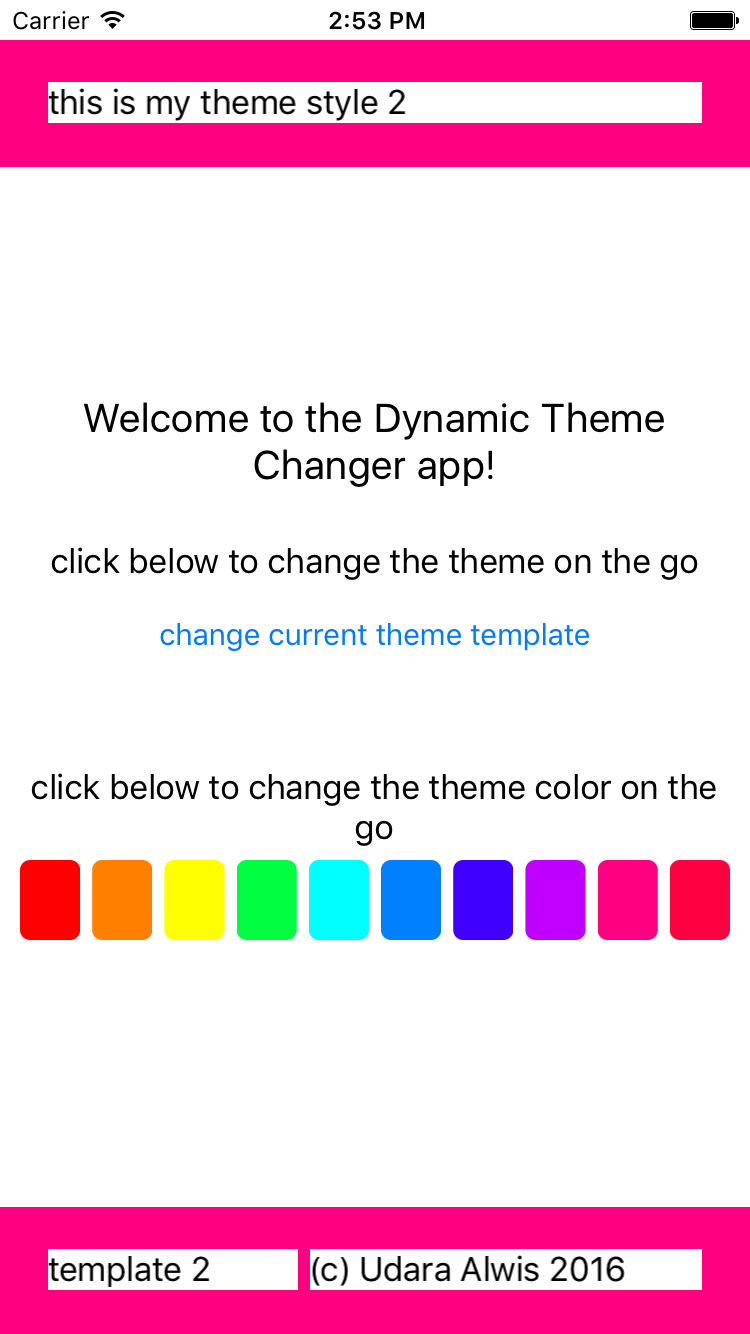 Carrier 2:53 PM
this is my theme style 2
Welcome to the Dynamic Theme
Changer app!
click below to change the theme on the go
change current theme template
click below to change the theme color on the
go
template 2 (c) Udara Alwis 2016